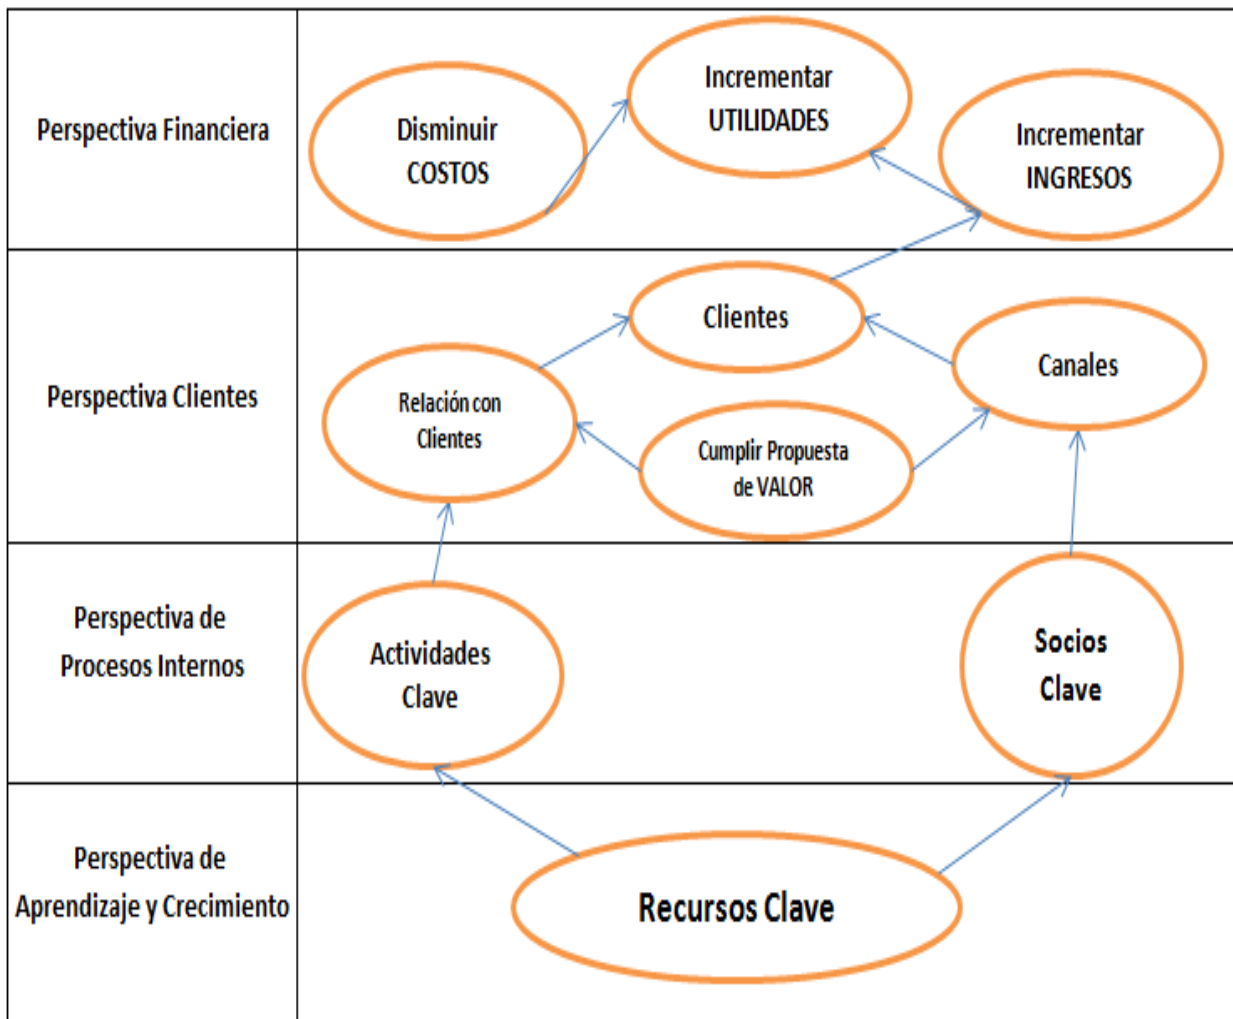 Perspectiva Financiera
Disminuir
COSTOS
Incrementar
UTILIDADES
Incrementar
INGRESOS
Perspectiva Clientes
Clientes
Canales
Relación con
Clientes
Cumplir Propuesta
de VALOR
Perspectiva de
Procesos Internos
Actividades
Clave
Socios
Clave
Perspectiva de
Aprendizaje y Crecimiento
Recursos Clave